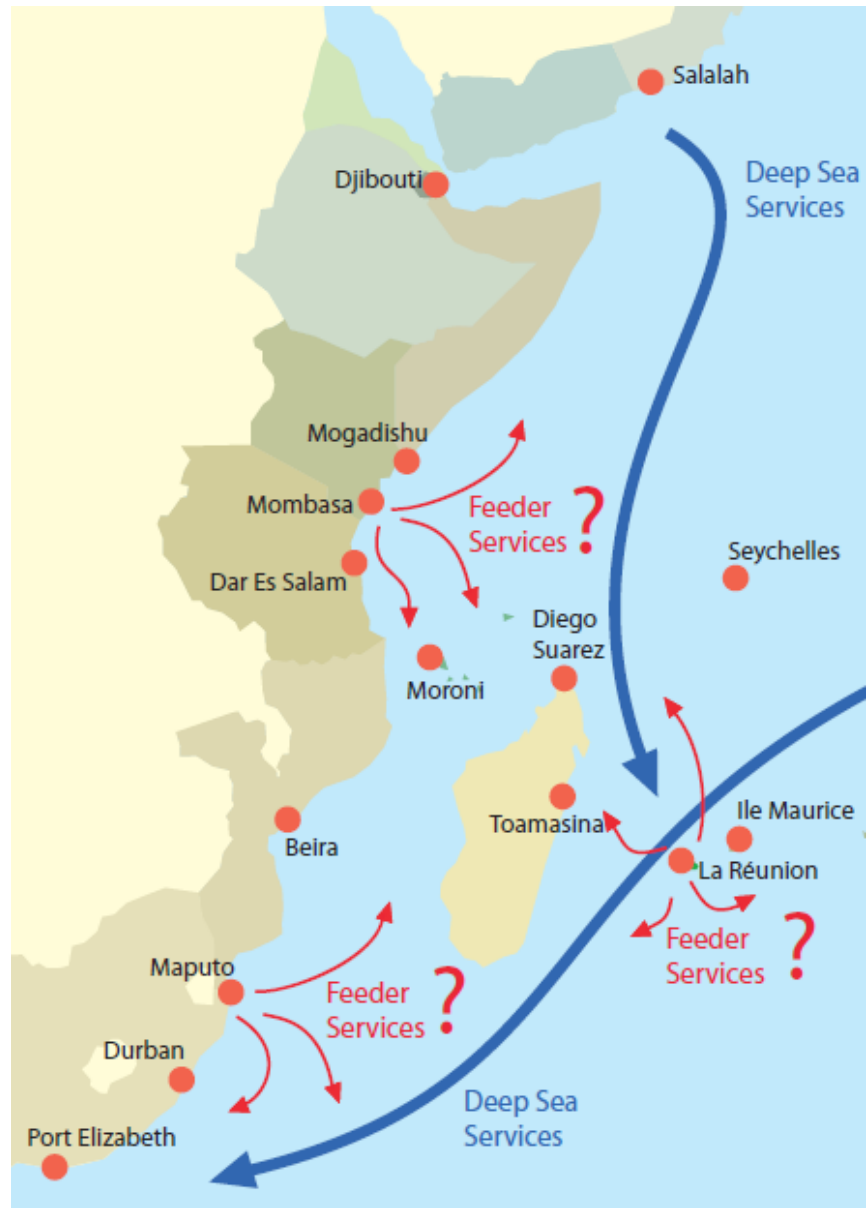 Salalah
Deep Sea
Services
Djibouti
Mogadishu
Mombasa
Feeder
Services
?
Dar Es Salam
Seychelles
Diego
Suarez
Moroni
Toamasina
Ile Maurice
Beira
La Réunion
Feeder
Services
?
Maputo
Feeder
Services
?
Durban
Deep Sea
Services
Port Elizabeth